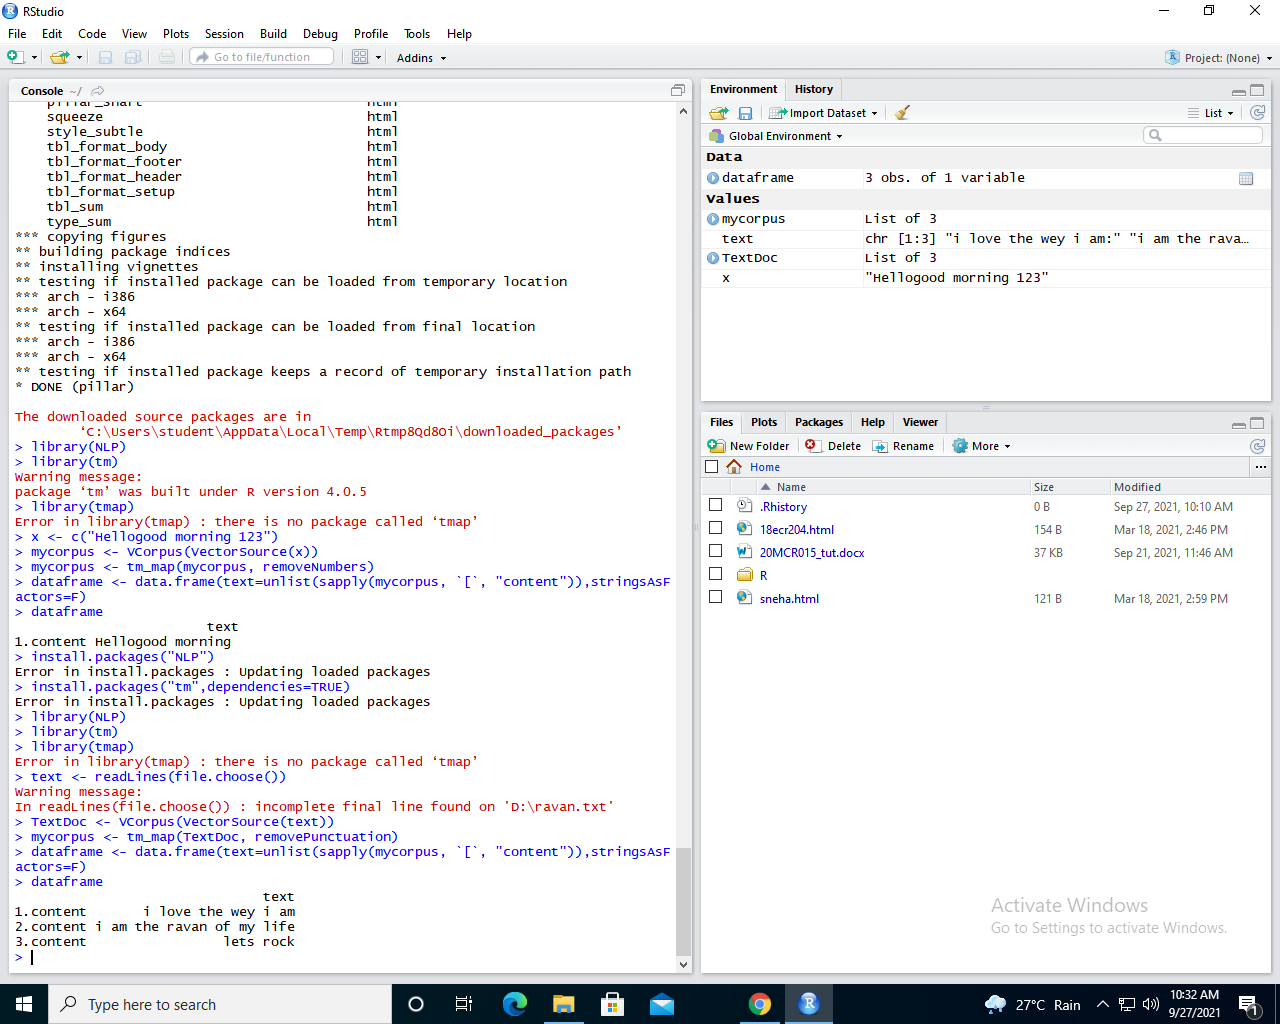 RStudio
File Edit Code View Plots Session Build Debug Profile Tools Help
Go to file/function Addins Project: (None)
Console ~/
pillar_shaft html
squeeze html
style_subtle html
tbl_format_body html
tbl_format_footer html
tbl_format_header html
tbl_format_setup html
tbl_sum html
type_sum html
*** copying figures
** building package indices
** installing vignettes
** testing if installed package can be loaded from temporary location
*** arch - i386
*** arch - x64
** testing if installed package can be loaded from final location
*** arch - i386
*** arch - x64
** testing if installed package keeps a record of temporary installation path
* DONE (pillar)
The downloaded source packages are in
‘C:\Users\student\AppData\Local\Temp\Rtmp8Qd8Oi\downloaded_packages’
> library(NLP)
> library(tm)
Warning message:
package ‘tm’ was built under R version 4.0.5
> library(tmap)
Error in library(tmap) : there is no package called ‘tmap’
> x <- c("Hellogood morning 123")
> mycorpus <- VCorpus(VectorSource(x))
> mycorpus <- tm_map(mycorpus, removeNumbers)
> dataframe <- data.frame(text=unlist(sapply(mycorpus, `[`, "content")),stringsAsF
actors=F)
> dataframe
text
1.content Hellogood morning
> install.packages("NLP")
Error in install.packages : Updating loaded packages
> install.packages("tm",dependencies=TRUE)
Error in install.packages : Updating loaded packages
> library(NLP)
> library(tm)
> library(tmap)
Error in library(tmap) : there is no package called ‘tmap’
> text <- readLines(file.choose())
Warning message:
In readLines(file.choose()) : incomplete final line found on 'D:\ravan.txt'
> TextDoc <- VCorpus(VectorSource(text))
> mycorpus <- tm_map(TextDoc, removePunctuation)
> dataframe <- data.frame(text=unlist(sapply(mycorpus, `[`, "content")),stringsAsF
actors=F)
> dataframe
text
1.content i love the wey i am
2.content i am the ravan of my life
3.content lets rock
>
Environment History
Import Dataset List
Global Environment
Data
dataframe 3 obs. of 1 variable
Values
mycorpus List of 3
text chr [1:3] "i love the wey i am:" "i am the rava…
TextDoc List of 3
x "Hellogood morning 123"
Files Plots Packages Help Viewer
New Folder Delete Rename More
Home ...
Name Size Modified
.Rhistory 0 B Sep 27, 2021, 10:10 AM
18ecr204.html 154 B Mar 18, 2021, 2:46 PM
20MCR015_tut.docx 37 KB Sep 21, 2021, 11:46 AM
R
sneha.html 121 B Mar 18, 2021, 2:59 PM
Activate Windows
Go to Settings to activate Windows.
Type here to search
27°C Rain
10:32 AM
9/27/2021
1